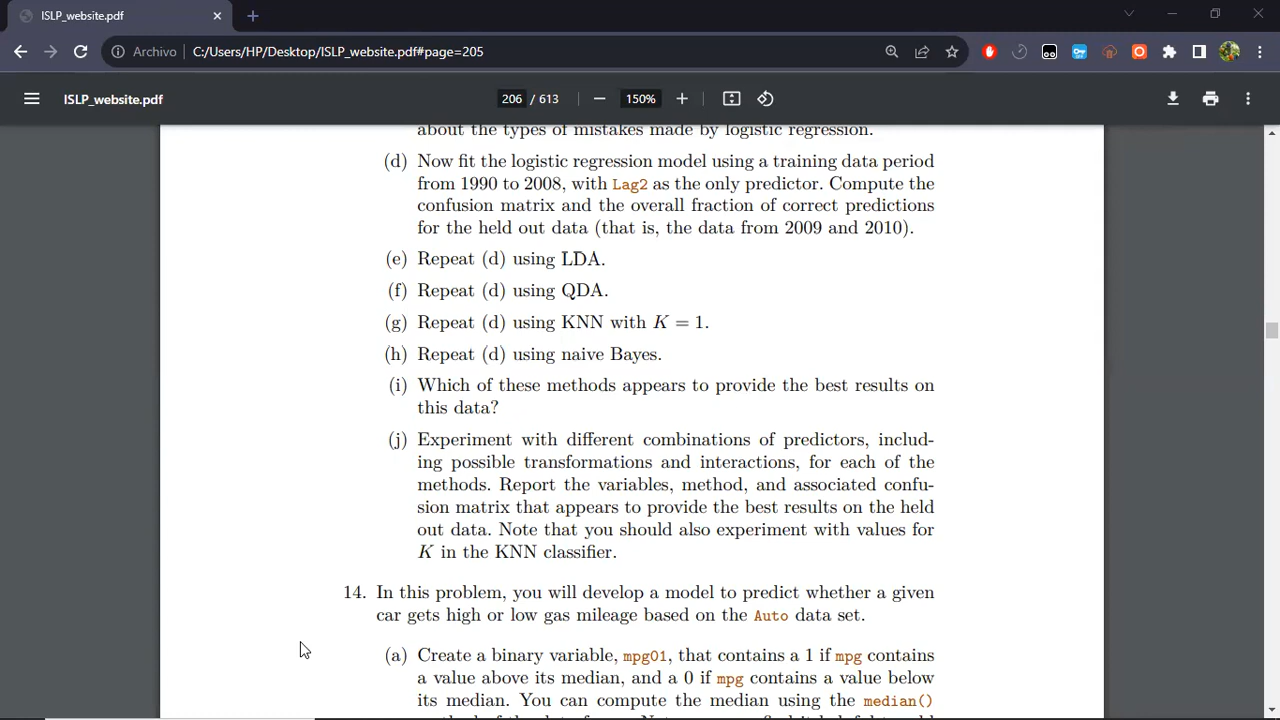 ISLP_website.pdf
Archivo C:/Users/HP/Desktop/ISLP_website.pdf#page=205
ISLP_website.pdf 206 / 613 150%
about the types of mistakes made by logistic regression.
(d) Now fit the logistic regression model using a training data period
from 1990 to 2008, with Lag2 as the only predictor. Compute the
confusion matrix and the overall fraction of correct predictions
for the held out data (that is, the data from 2009 and 2010).
(e) Repeat (d) using LDA.
(f) Repeat (d) using QDA.
(g) Repeat (d) using KNN with K = 1.
(h) Repeat (d) using naive Bayes.
(i) Which of these methods appears to provide the best results on
this data?
(j) Experiment with different combinations of predictors, includ-
ing possible transformations and interactions, for each of the
methods. Report the variables, method, and associated confu-
sion matrix that appears to provide the best results on the held
out data. Note that you should also experiment with values for
K in the KNN classifier.
14. In this problem, you will develop a model to predict whether a given
car gets high or low gas mileage based on the Auto data set.
(a) Create a binary variable, mpg01, that contains a 1 if mpg contains
a value above its median, and a 0 if mpg contains a value below
its median. You can compute the median using the median()